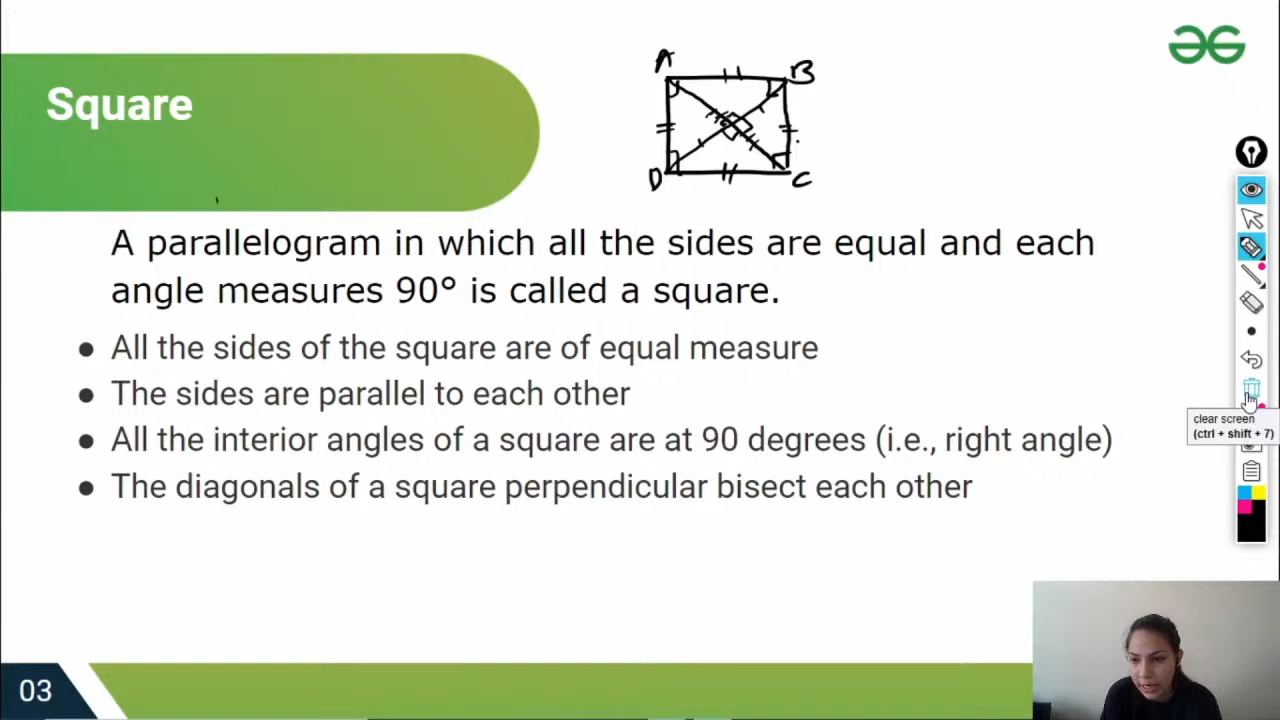 Square
A B
D C
A parallelogram in which all the sides are equal and each
angle measures 90° is called a square.
● All the sides of the square are of equal measure
● The sides are parallel to each other
● All the interior angles of a square are at 90 degrees (i.e., right angle)
● The diagonals of a square perpendicular bisect each other
clear screen
(ctrl + shift + 7)
03